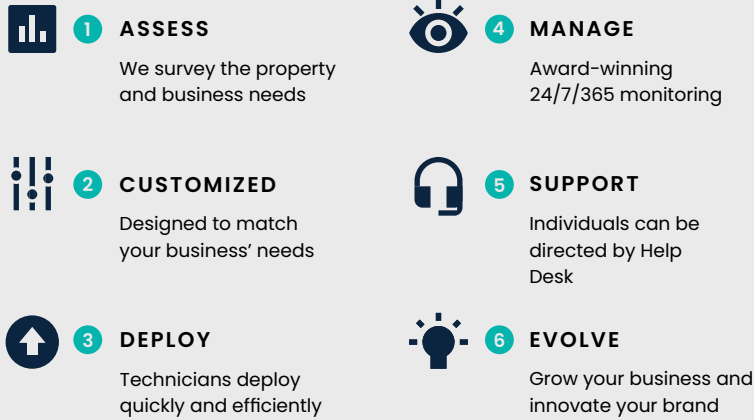 1 ASSESS
We survey the property
and business needs
2 CUSTOMIZED
Designed to match
your business’ needs
3 DEPLOY
Technicians deploy
quickly and efficiently
4 MANAGE
Award-winning
24/7/365 monitoring
5 SUPPORT
Individuals can be
directed by Help
Desk
6 EVOLVE
Grow your business and
innovate your brand